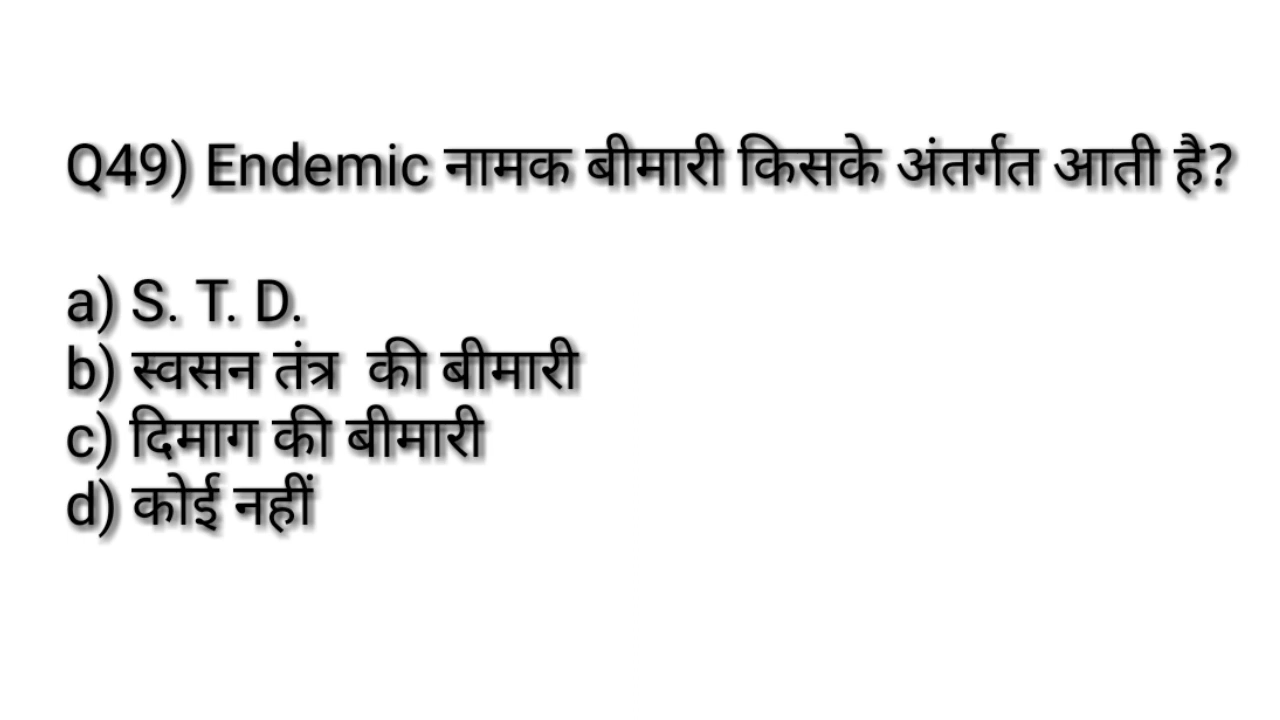 Q49) Endemic नामक बीमारी किसके अंतर्गत आती है?
a) S. T. D.
b) स्वसन तंत्र की बीमारी
c) दिमाग की बीमारी
d) कोई नहीं